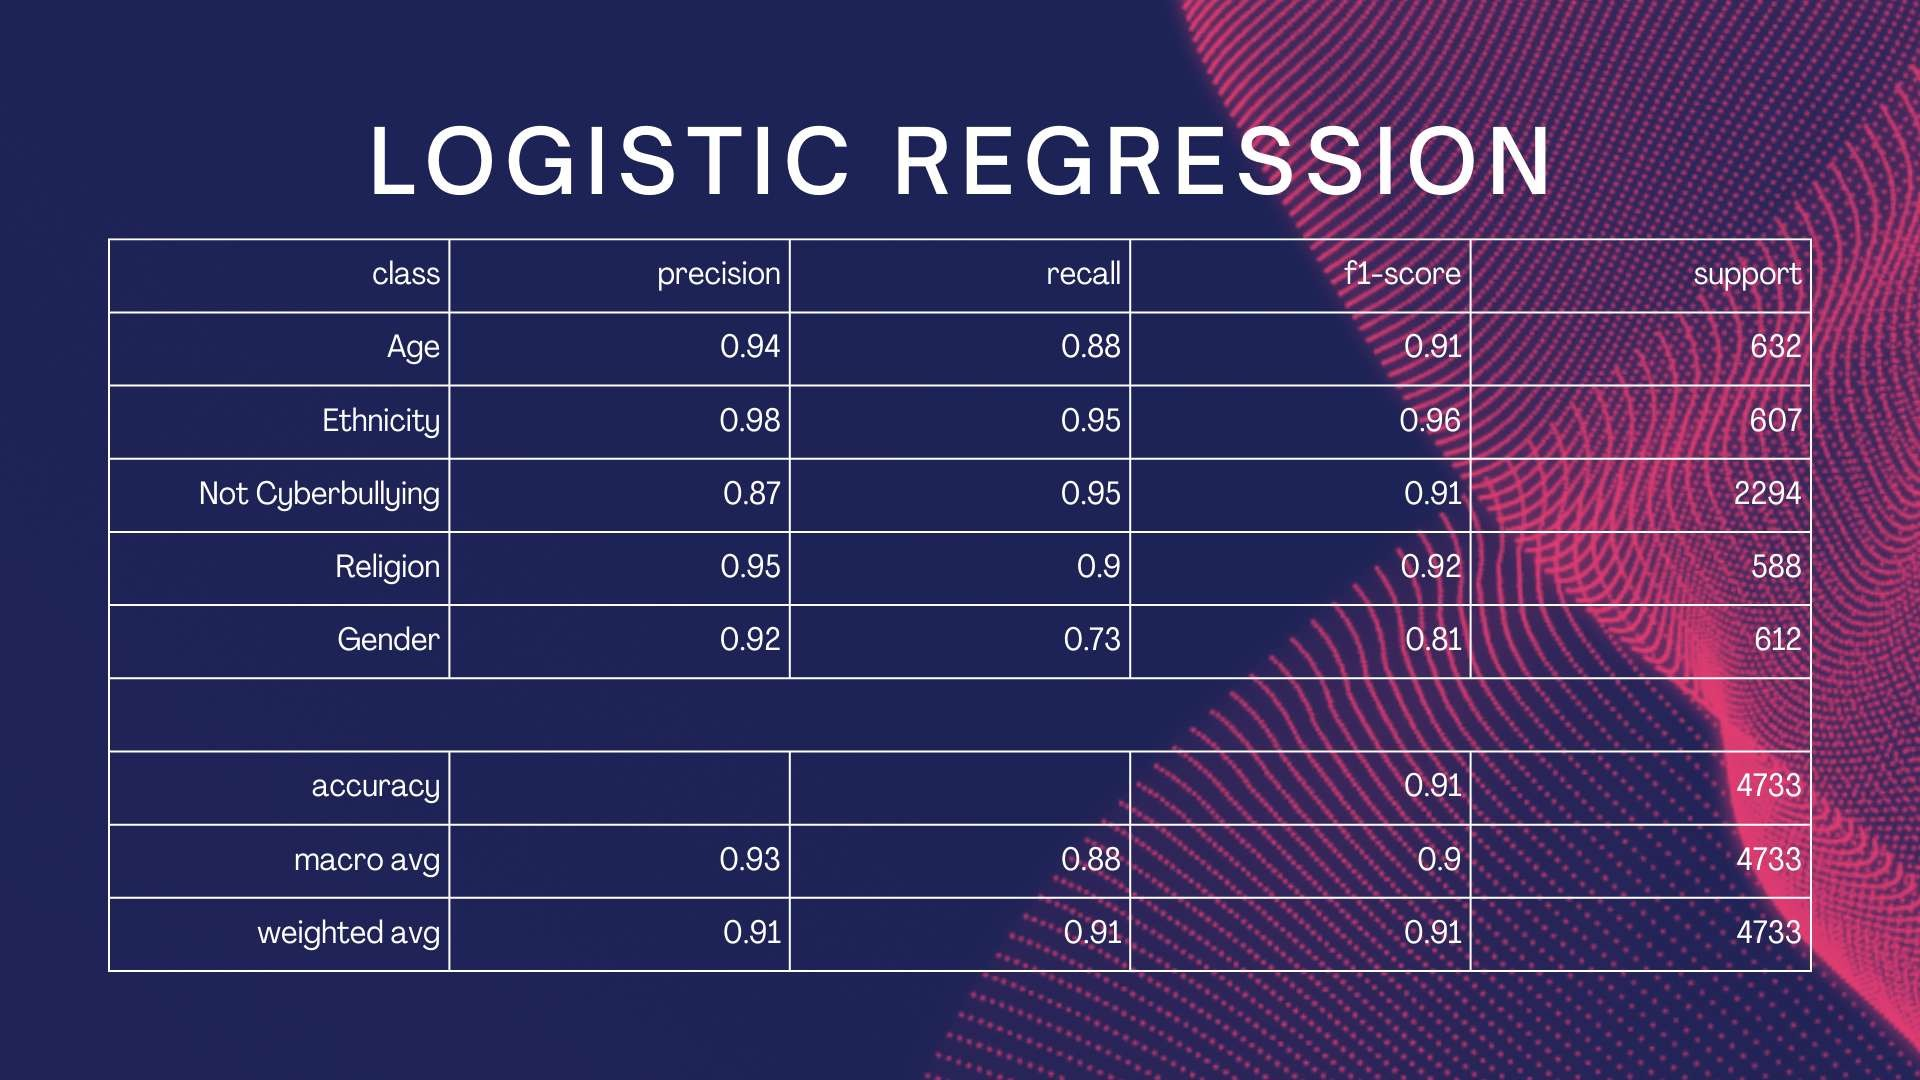 LOGISTIC REGRESSION
class precision recall f1-score support
Age 0.94 0.88 0.91 632
Ethnicity 0.98 0.95 0.96 607
Not Cyberbullying 0.87 0.95 0.91 2294
Religion 0.95 0.9 0.92 588
Gender 0.92 0.73 0.81 612
accuracy 0.91 4733
macro avg 0.93 0.88 0.9 4733
weighted avg 0.91 0.91 0.91 4733